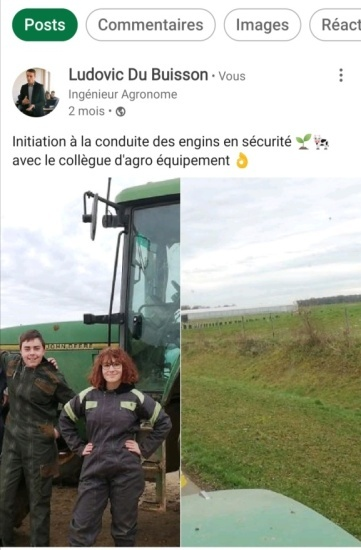 Posts
Commentaires
Images
Réact
Ludovic Du Buisson • Vous
Ingénieur Agronome
2 mois •
Initiation à la conduite des engins en sécurité 🌱🐄
avec le collègue d'agro équipement 👌
JOHN DEERE